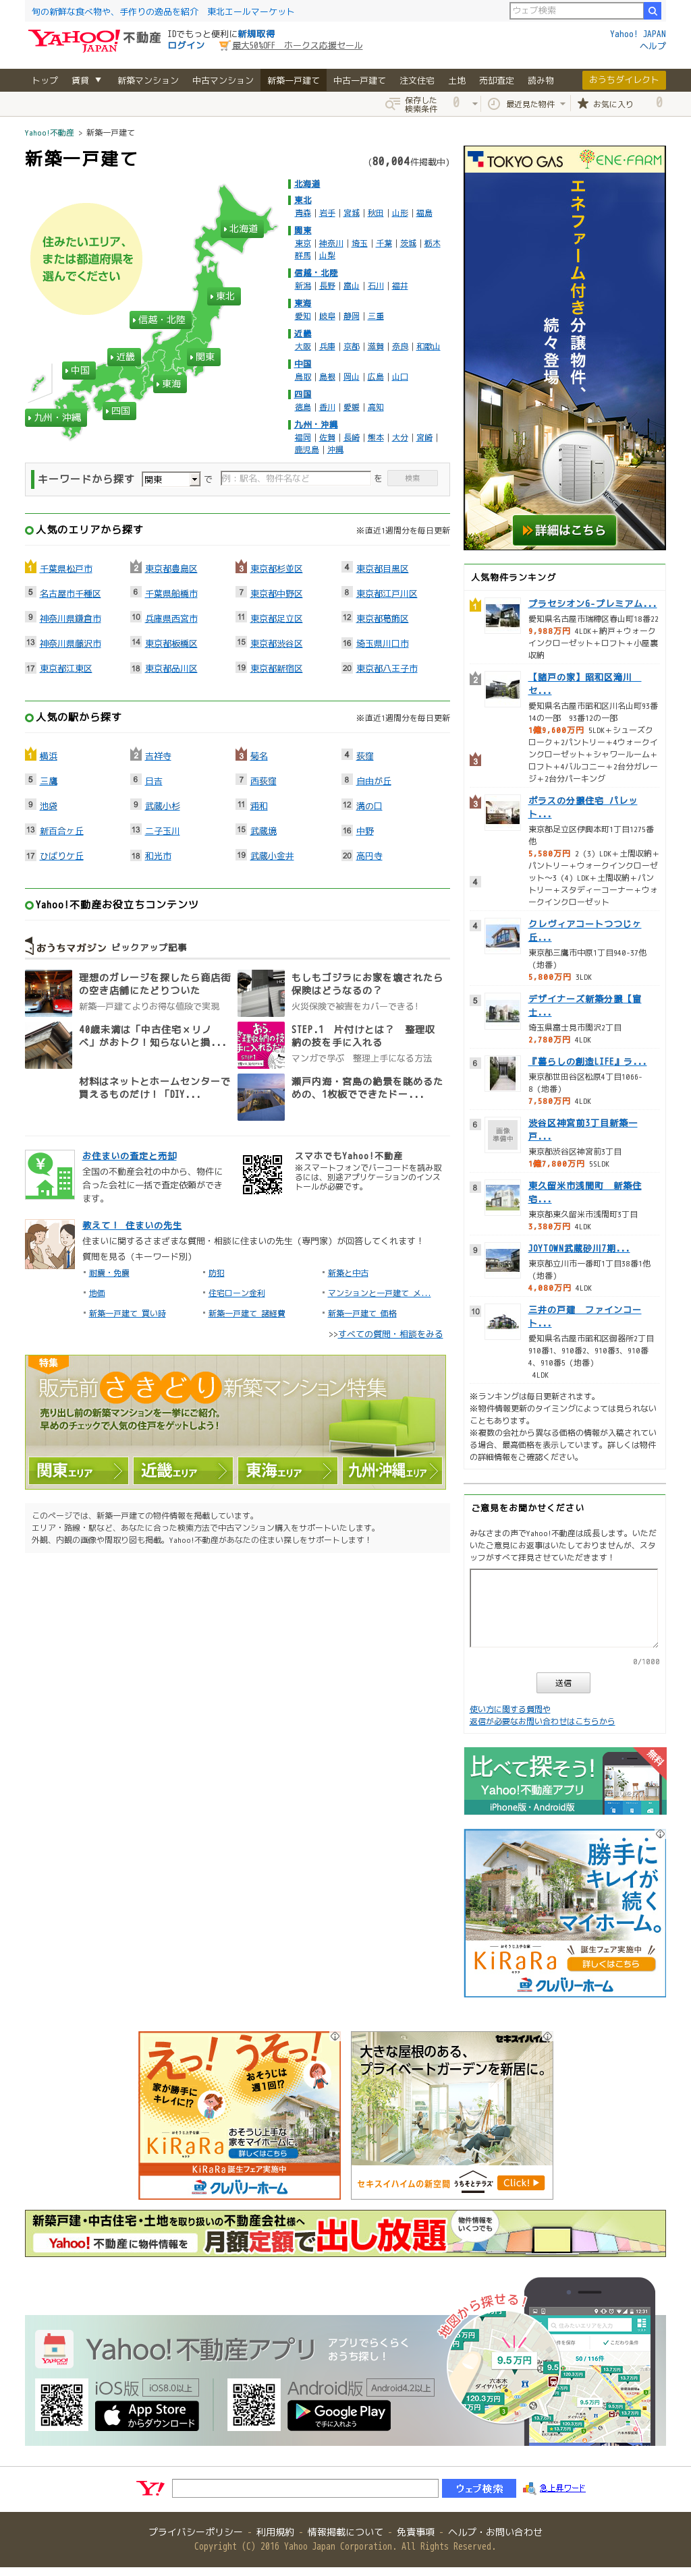 旬の新鮮な食べ物や、手作りの逸品を紹介　東北エールマーケット
ウェブ検索
YAHOO! JAPAN 不動産
IDでもっと便利に新規取得
ログイン
最大50%OFF　ホークス応援セール
Yahoo! JAPAN
ヘルプ
トップ 賃貸 ▼ 新築マンション 中古マンション 新築一戸建て 中古一戸建て 注文住宅 土地 売却査定 読み物 おうちダイレクト
保存した検索条件 0 最近見た物件 お気に入り 0
Yahoo!不動産 > 新築一戸建て
新築一戸建て
(80,004件掲載中)
住みたいエリア、
または都道府県を
選んでください
北海道
東北
信越・北陸
近畿
関東
中国
東海
四国
九州・沖縄
北海道
東北
青森｜岩手｜宮城｜秋田｜山形｜福島
関東
東京｜神奈川｜埼玉｜千葉｜茨城｜栃木
群馬｜山梨
信越・北陸
新潟｜長野｜富山｜石川｜福井
東海
愛知｜岐阜｜静岡｜三重
近畿
大阪｜兵庫｜京都｜滋賀｜奈良｜和歌山
中国
鳥取｜島根｜岡山｜広島｜山口
四国
徳島｜香川｜愛媛｜高知
九州・沖縄
福岡｜佐賀｜長崎｜熊本｜大分｜宮崎｜
鹿児島｜沖縄
キーワードから探す 関東 で 例：駅名、物件名など を 検索
人気のエリアから探す ※直近1週間分を毎日更新
1 千葉県松戸市 2 東京都豊島区 3 東京都杉並区 4 東京都目黒区
5 名古屋市千種区 6 千葉県船橋市 7 東京都中野区 8 東京都江戸川区
9 神奈川県鎌倉市 10 兵庫県西宮市 11 東京都足立区 12 東京都葛飾区
13 神奈川県藤沢市 14 東京都板橋区 15 東京都渋谷区 16 埼玉県川口市
17 東京都江東区 18 東京都品川区 19 東京都新宿区 20 東京都八王子市
人気の駅から探す ※直近1週間分を毎日更新
1 横浜 2 吉祥寺 3 菊名 4 荻窪
5 三鷹 6 日吉 7 西荻窪 8 自由が丘
9 池袋 9 武蔵小杉 11 浦和 12 溝の口
13 新百合ヶ丘 13 二子玉川 15 武蔵境 16 中野
17 ひばりケ丘 17 和光市 19 武蔵小金井 20 高円寺
Yahoo!不動産お役立ちコンテンツ
おうちマガジン ピックアップ記事
理想のガレージを探したら商店街の空き店舗にたどりついた
新築一戸建てよりお得な値段で実現
もしもゴジラにお家を壊されたら保険はどうなるの？
火災保険で被害をカバーできる！
40歳未満は「中古住宅×リノベ」がおトク！知らないと損...
STEP.1　片付けとは？　整理収納の技を手に入れる
マンガで学ぶ　整理上手になる方法
材料はネットとホームセンターで買えるものだけ！「DIY...
瀬戸内海・宮島の絶景を眺めるための、1枚板でできたドー...
お住まいの査定と売却
全国の不動産会社の中から、物件に
合った会社に一括で査定依頼ができ
ます。
スマホでもYahoo!不動産
※スマートフォンでバーコードを読み取
るには、別途アプリケーションのインス
トールが必要です。
教えて！ 住まいの先生
住まいに関するさまざまな質問・相談に住まいの先生（専門家）が回答してくれます！
質問を見る（キーワード別）
耐震・免震 防犯 新築と中古
地価 住宅ローン金利 マンションと一戸建て メ...
新築一戸建て 買い時 新築一戸建て 諸経費 新築一戸建て 価格
>>すべての質問・相談をみる
特集
販売前さきどり新築マンション特集
売り出し前の新築マンションを一挙にご紹介。
早めのチェックで人気の住戸をゲットしよう！
関東エリア 近畿エリア 東海エリア 九州・沖縄エリア
このページでは、新築一戸建ての物件情報を掲載しています。
エリア・路線・駅など、あなたに合った検索方法で中古マンション購入をサポートいたします。
外観、内観の画像や間取り図も掲載。Yahoo!不動産があなたの住まい探しをサポートします！
TOKYO GAS ENE・FARM
エネファーム付き分譲物件、
続々登場！
詳細はこちら
人気物件ランキング
1 プラセシオンG-プレミアム...
愛知県名古屋市瑞穂区春山町18番22
9,980万円 4LDK+納戸+ウォーク
インクローゼット+ロフト+小屋裏
収納
2 【諸戸の家】昭和区滝川　
セ...
愛知県名古屋市昭和区川名山町93番
14の一部　93番12の一部
1億9,600万円 5LDK+シューズク
ローク+2パントリー+4ウォークイ
ンクローゼット+シャワールーム+
ロフト+4バルコニー+2台分ガレー
ジ+2台分パーキング
3
ポラスの分譲住宅 パレッ
ト...
東京都足立区伊興本町1丁目1275番
他
5,580万円 2（3）LDK+土間収納+
パントリー+ウォークインクローゼ
ット～3（4）LDK+土間収納+パン
トリー+スタディーコーナー+ウォ
ークインクローゼット
4
4 クレヴィアコートつつじヶ
丘...
東京都三鷹市中原1丁目940-37他
（地番）
5,800万円 3LDK
5 デザイナーズ新築分譲【富
士...
埼玉県富士見市関沢2丁目
2,780万円 4LDK
6 『暮らしの創造LIFE』ラ...
東京都世田谷区松原4丁目1066-
8（地番）
7,580万円 4LDK
6 画像準備中 渋谷区神宮前3丁目新築一
戸...
東京都渋谷区神宮前3丁目
1億7,800万円 5SLDK
8 東久留米市浅間町　新築住
宅...
東京都東久留米市浅間町3丁目
3,380万円 4LDK
9 JOYTOWN武蔵砂川7期...
東京都立川市一番町1丁目38番1他
（地番）
4,080万円 4LDK
10 三井の戸建　ファインコー
ト...
愛知県名古屋市昭和区御器所2丁目
910番1、910番2、910番3、910番
4、910番5（地番）
4LDK
※ランキングは毎日更新されます。
※物件情報更新のタイミングによっては見られない
こともあります。
※複数の会社から異なる価格の情報が入稿されてい
る場合、最高価格を表示しています。詳しくは物件
の詳細情報をご確認ください。
ご意見をお聞かせください
みなさまの声でYahoo!不動産は成長します。いただ
いたご意見にお返事はいたしておりませんが、スタ
ッフがすべて拝見させていただきます！
0/1000
送信
使い方に関する質問や
返信が必要なお問い合わせはこちらから
比べて探そう！ 無料
Yahoo!不動産アプリ
iPhone版・Android版
勝手に
キレイが
続く
マイホーム。
KiRaRa
誕生フェア実施中
詳しくはこちら
クレバリーホーム
えっ！うそっ！
家が勝手に
キレイに!?
おそうじは
週1回!?
KiRaRa
おそうじ上手な
家をマイホームに。
詳しくはこちら
KiRaRa誕生フェア実施中
クレバリーホーム
セキスイハイム
大きな屋根のある、
プライベートガーデンを新居に。
セキスイハイムの新空間 うちそとテラス Click!
新築戸建・中古住宅・土地を取り扱いの不動産会社様へ
Yahoo!不動産に物件情報を 月額定額で出し放題
物件情報を
いくつでも
Yahoo!不動産アプリ
アプリでらくらく
おうち探し！
iOS版 iOS8.0以上
App Store
からダウンロード
Android版 Android4.2以上
Google Play
で手に入れよう
地図から探せる！
9.5万円
120.3万円
Y! ウェブ検索 急上昇ワード
プライバシーポリシー - 利用規約 - 情報掲載について - 免責事項 - ヘルプ・お問い合わせ
Copyright (C) 2016 Yahoo Japan Corporation. All Rights Reserved.